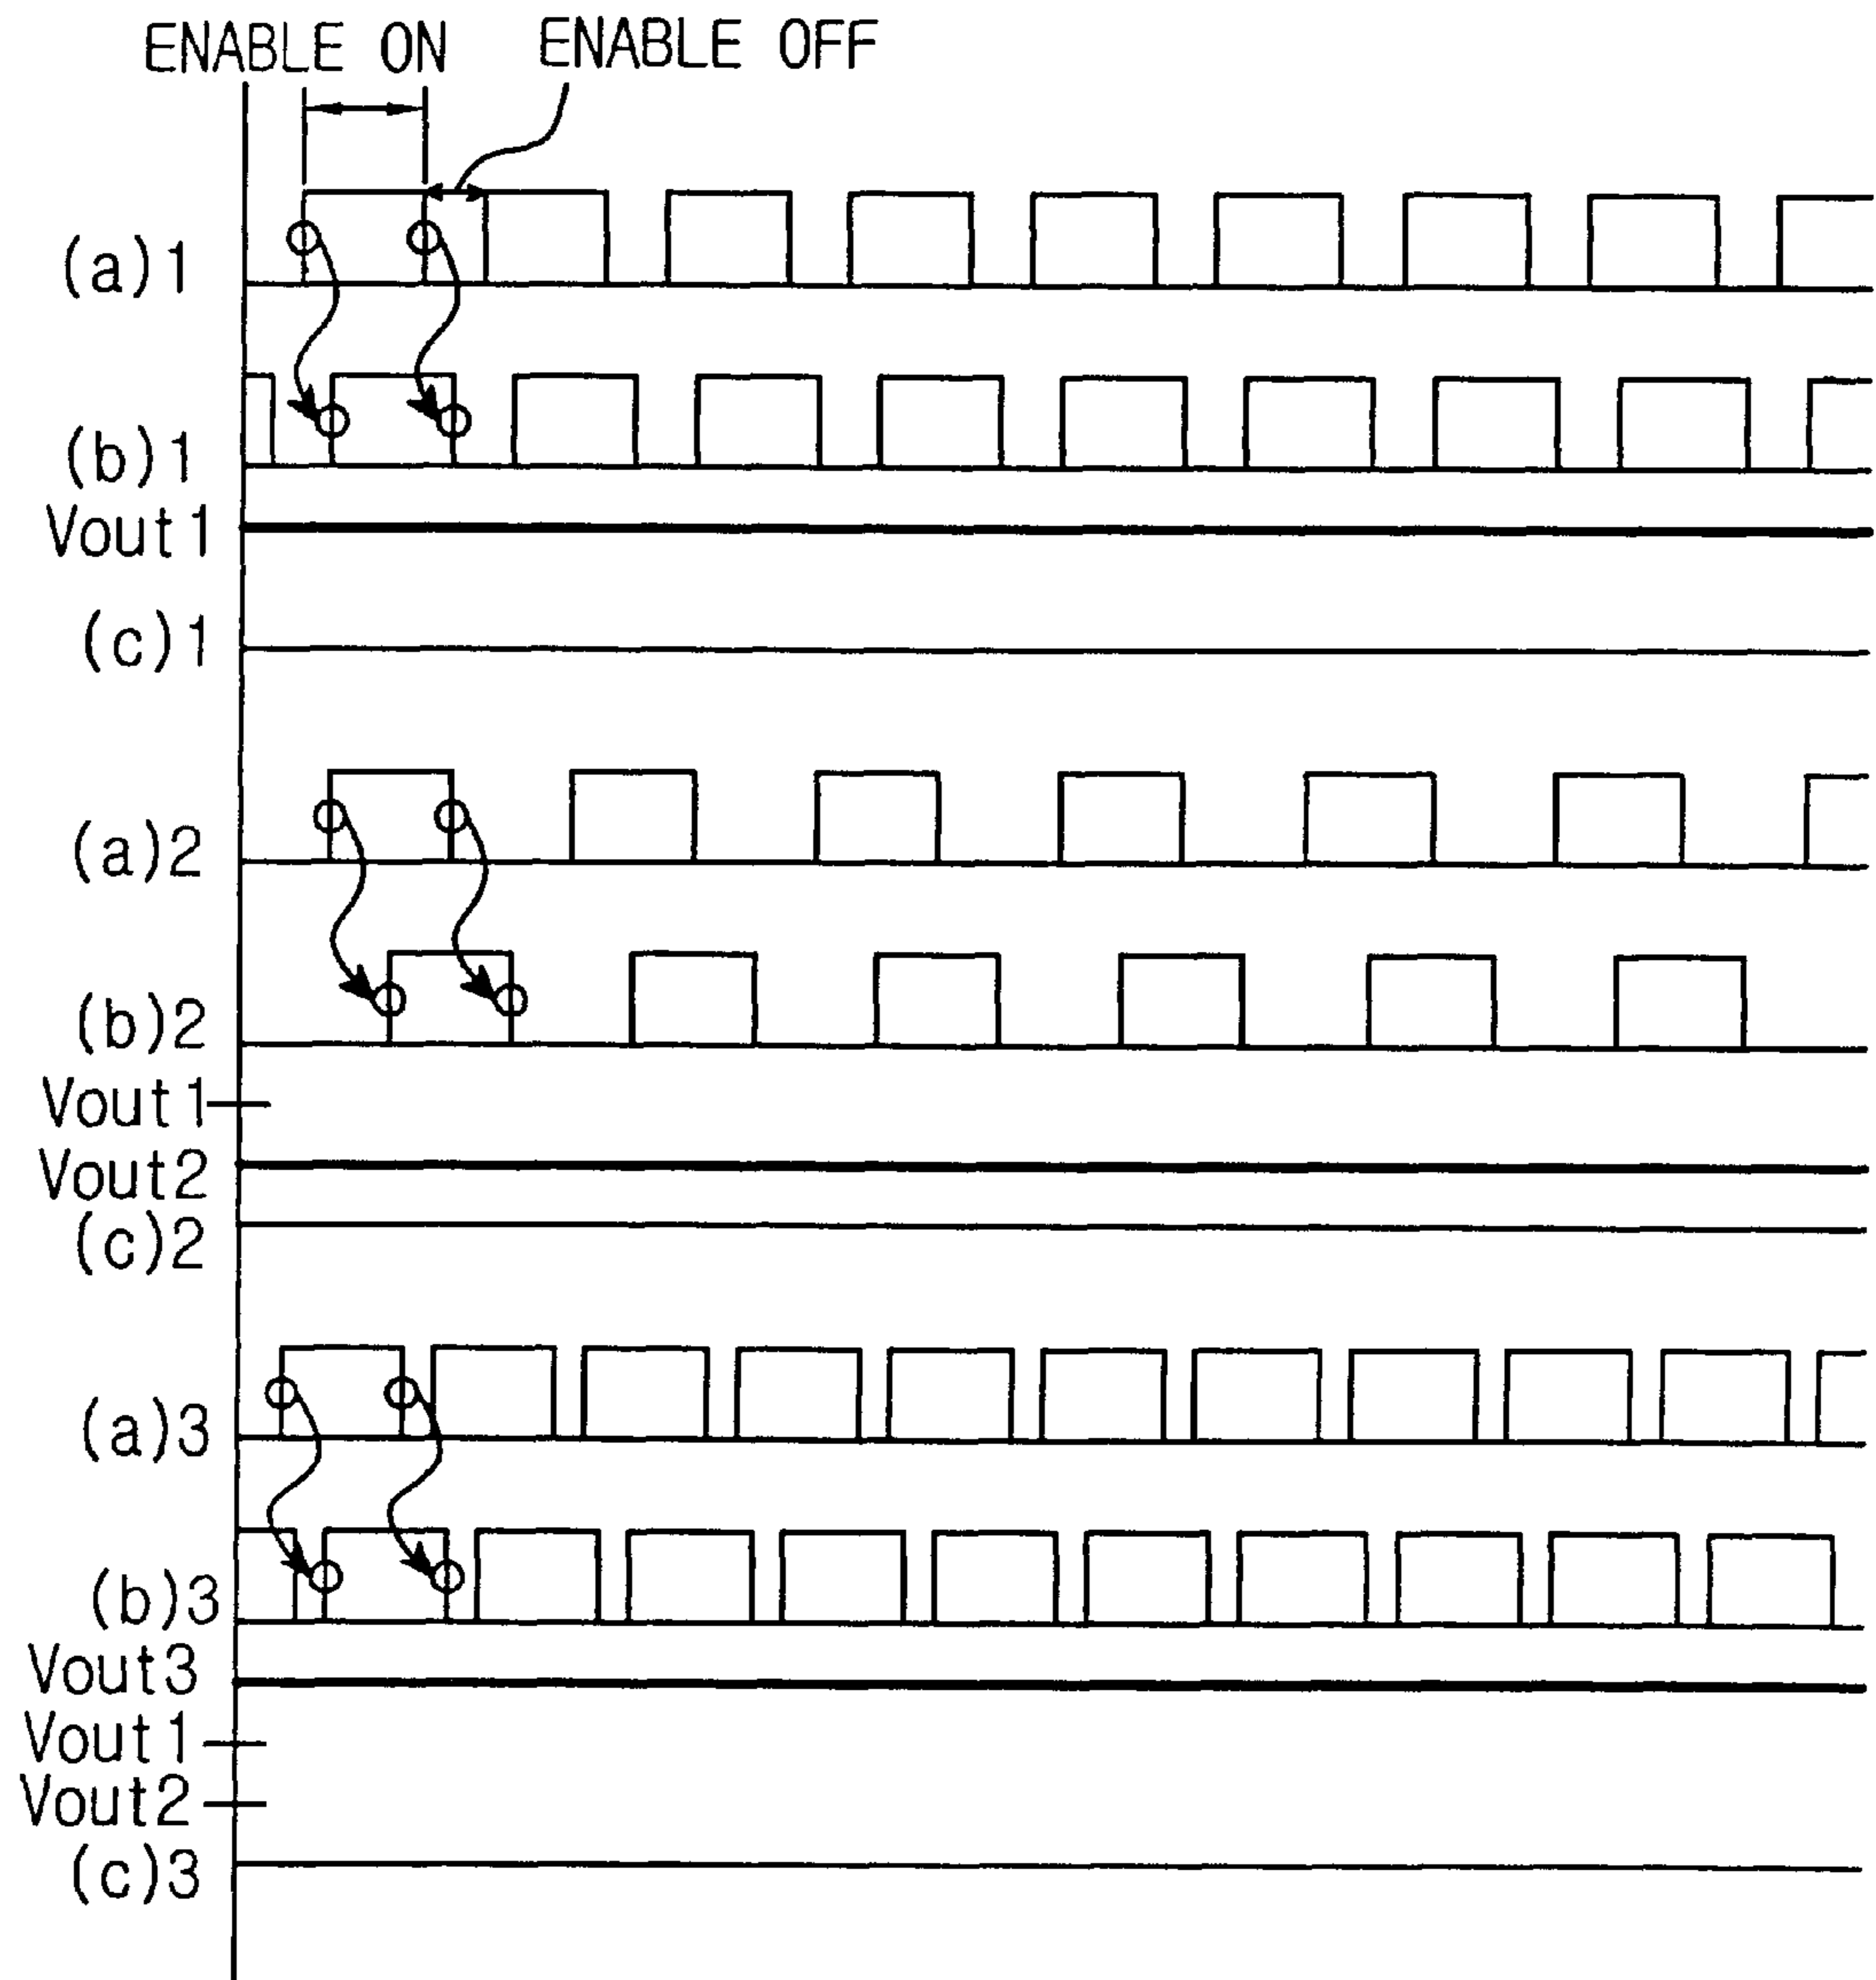 ENABLE ON ENABLE OFF
(a)1
(b)1
Vout1
(c)1
(a)2
(b)2
Vout1
Vout2
(c)2
(a)3
(b)3
Vout3
Vout1
Vout2
(c)3